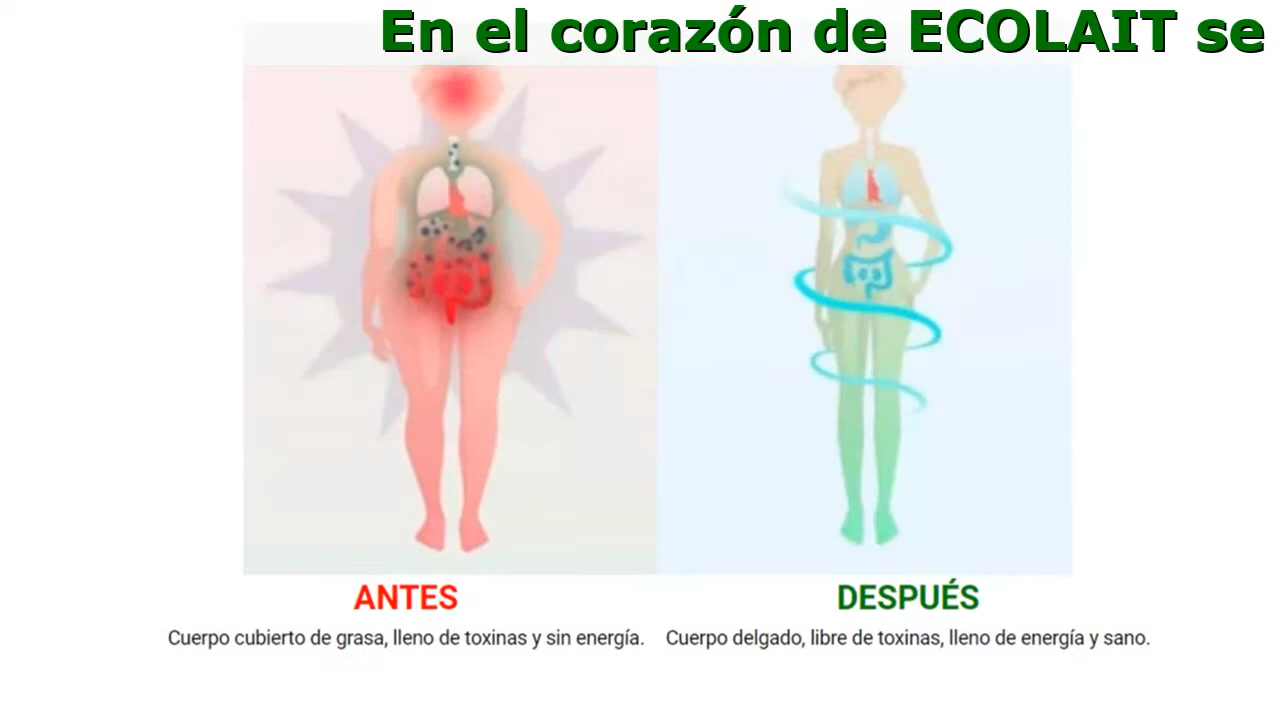 En el corazón de ECOLAIT se
ANTES
Cuerpo cubierto de grasa, lleno de toxinas y sin energía.
DESPUÉS
Cuerpo delgado, libre de toxinas, lleno de energía y sano.